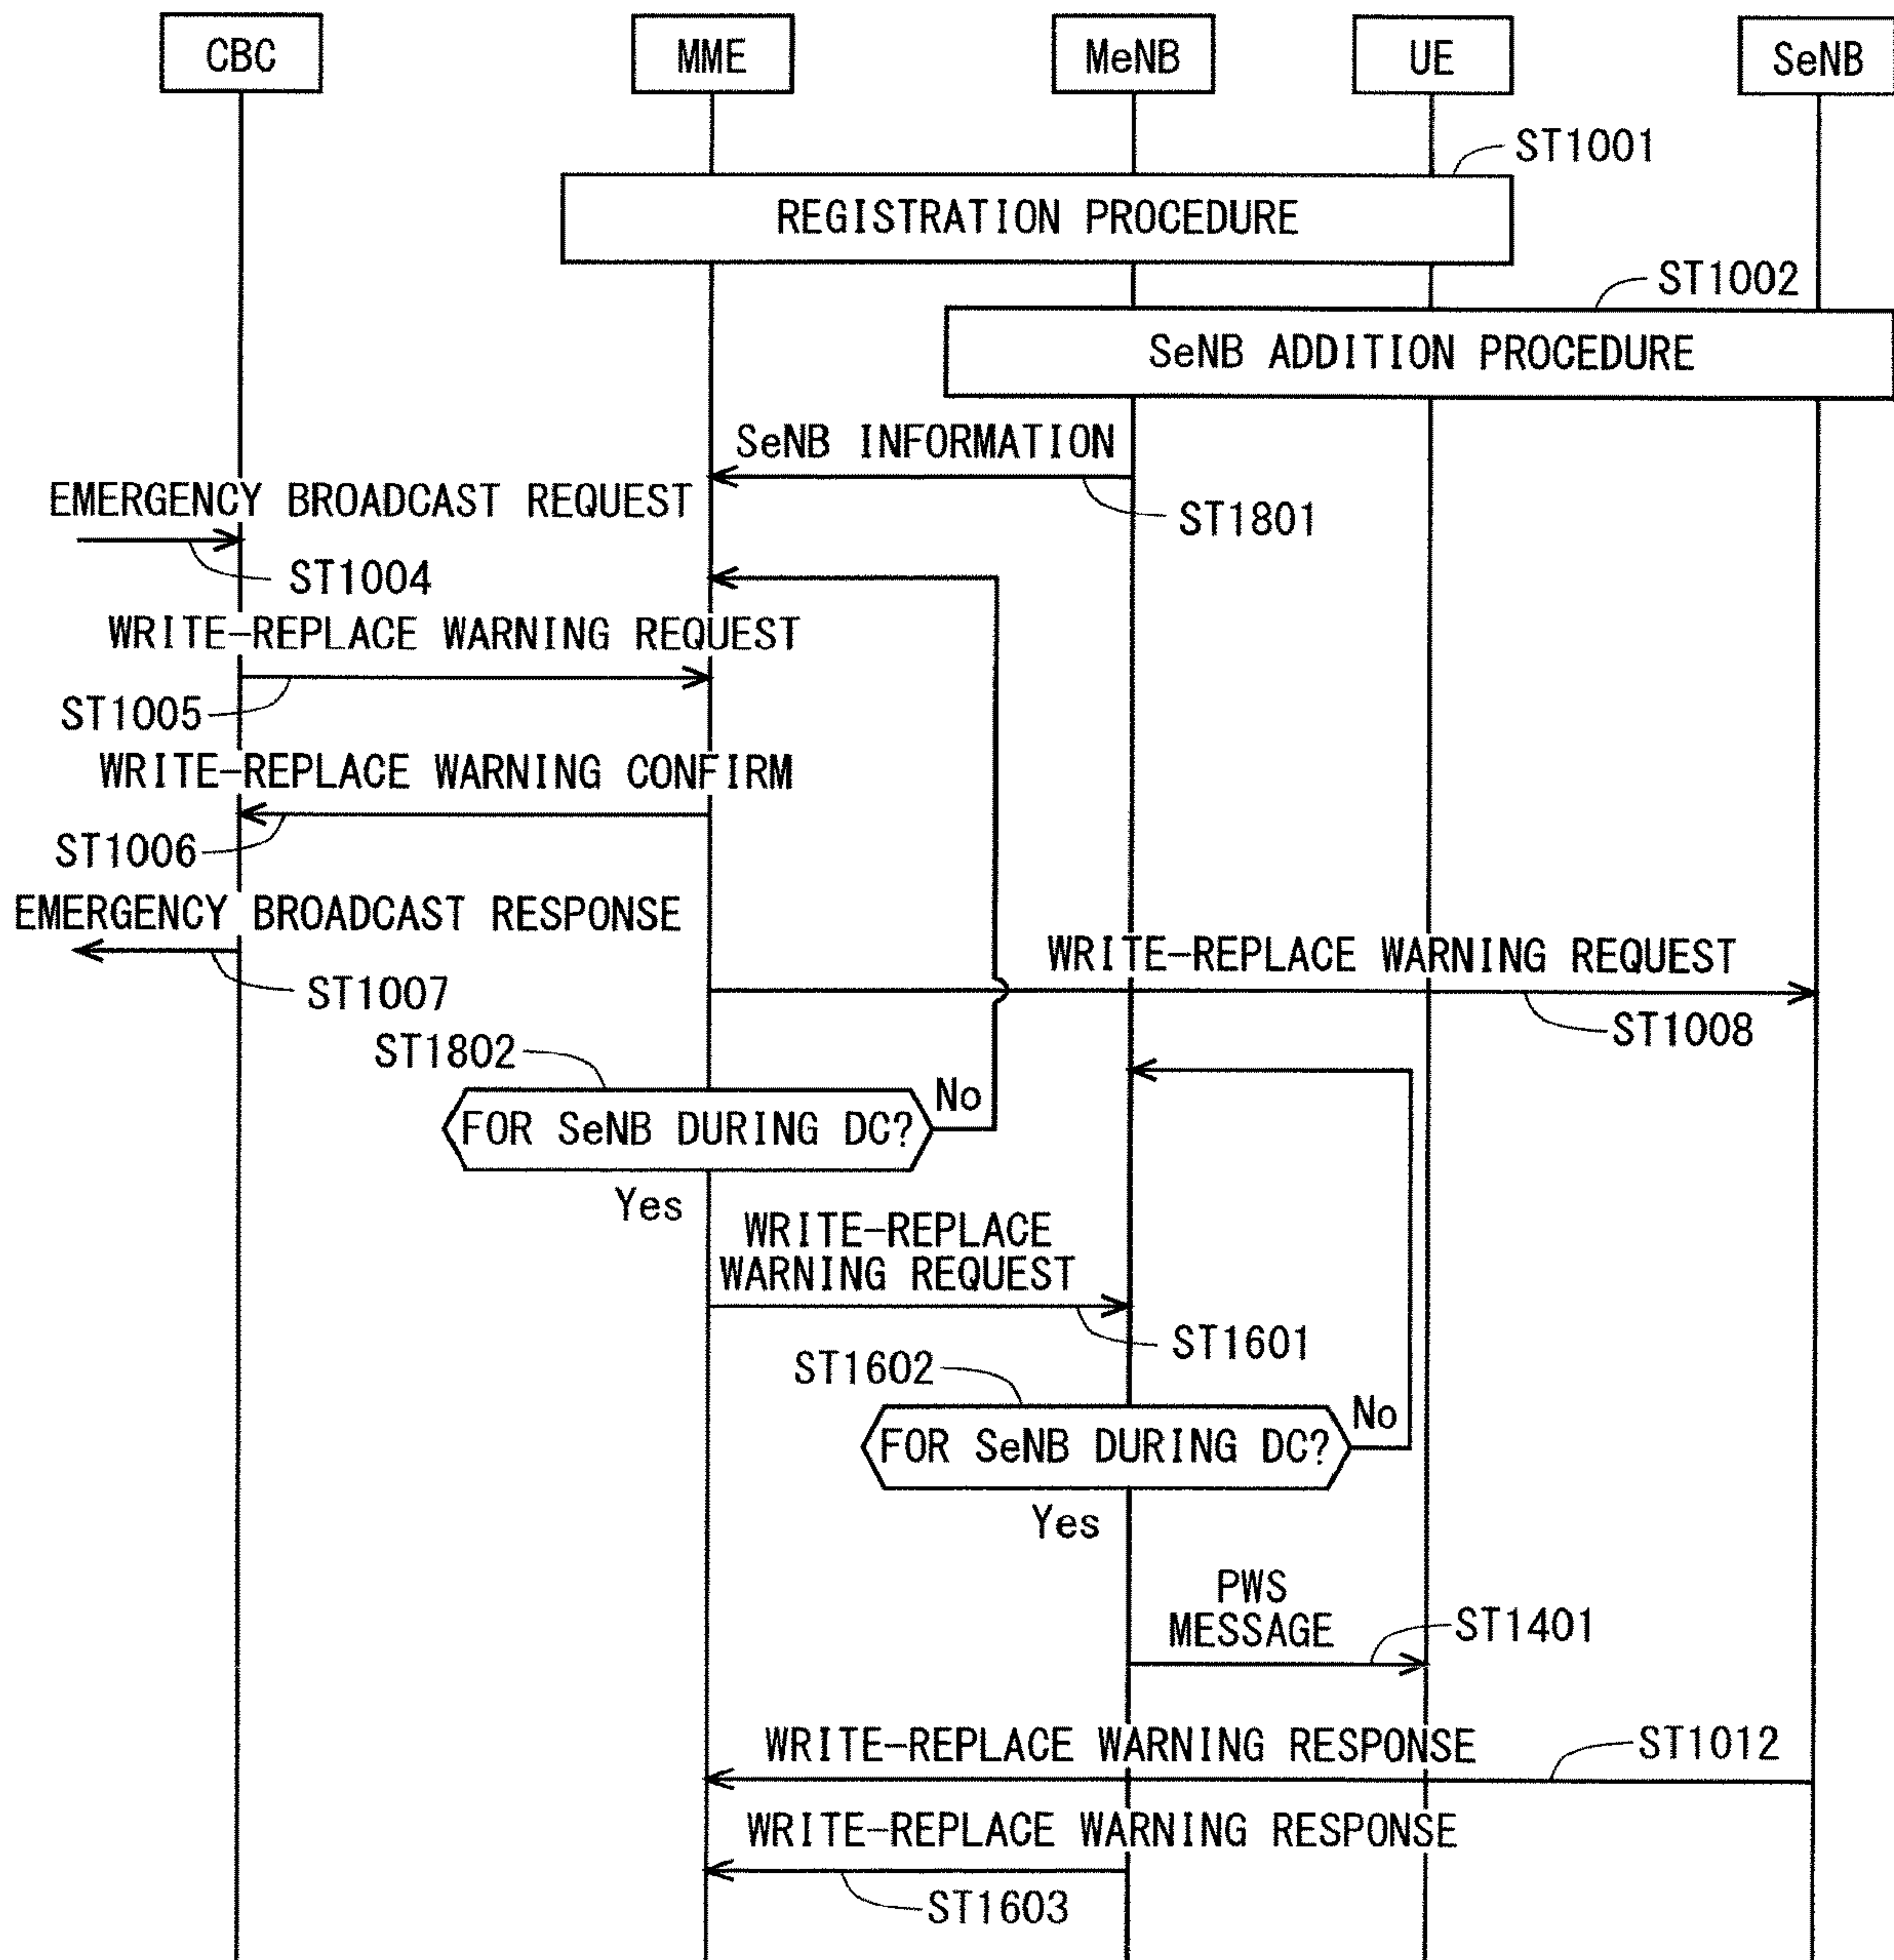 CBC
MME
MeNB
UE
SeNB
ST1001
REGISTRATION PROCEDURE
ST1002
SeNB ADDITION PROCEDURE
SeNB INFORMATION
EMERGENCY BROADCAST REQUEST
ST1801
ST1004
WRITE-REPLACE WARNING REQUEST
ST1005
WRITE-REPLACE WARNING CONFIRM
ST1006
EMERGENCY BROADCAST RESPONSE
WRITE-REPLACE WARNING REQUEST
ST1007
ST1008
ST1802
No
FOR SeNB DURING DC?
Yes
WRITE-REPLACE
WARNING REQUEST
ST1601
ST1602
No
FOR SeNB DURING DC?
Yes
PWS
MESSAGE
ST1401
WRITE-REPLACE WARNING RESPONSE
ST1012
WRITE-REPLACE WARNING RESPONSE
ST1603